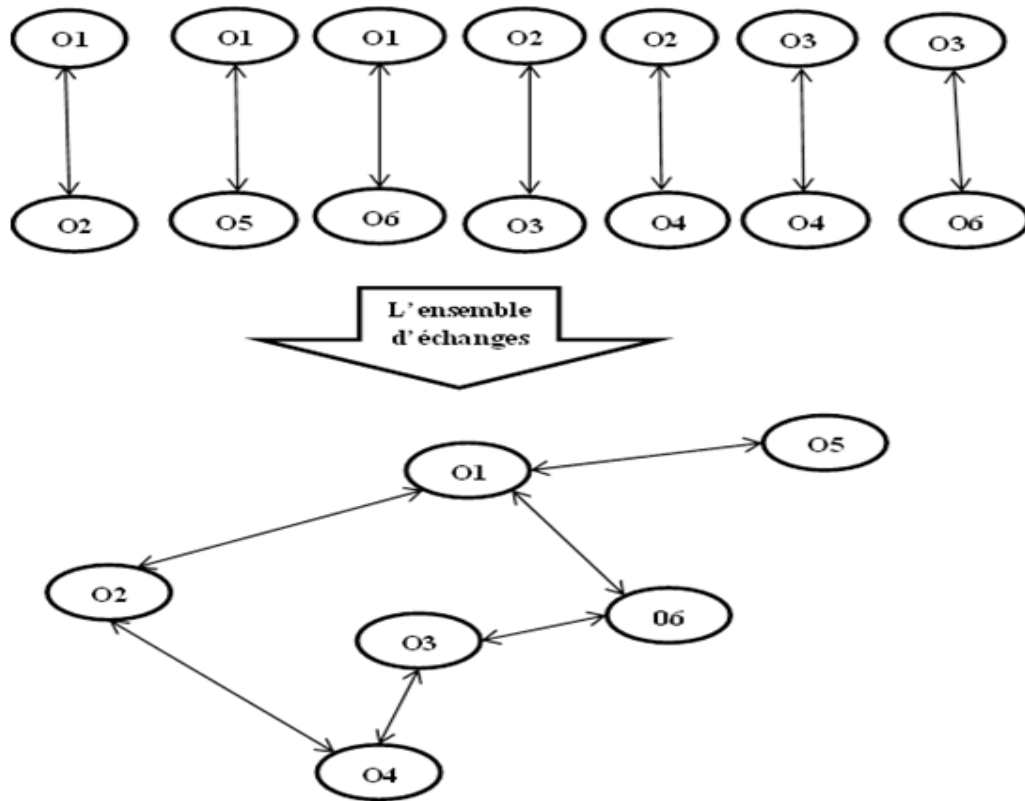 O1 O1 O1 O2 O2 O3 O3
O2 O5 O6 O3 O4 O4 O6
L'ensemble
d'échanges
O5
O1
O2
06
O3
O4